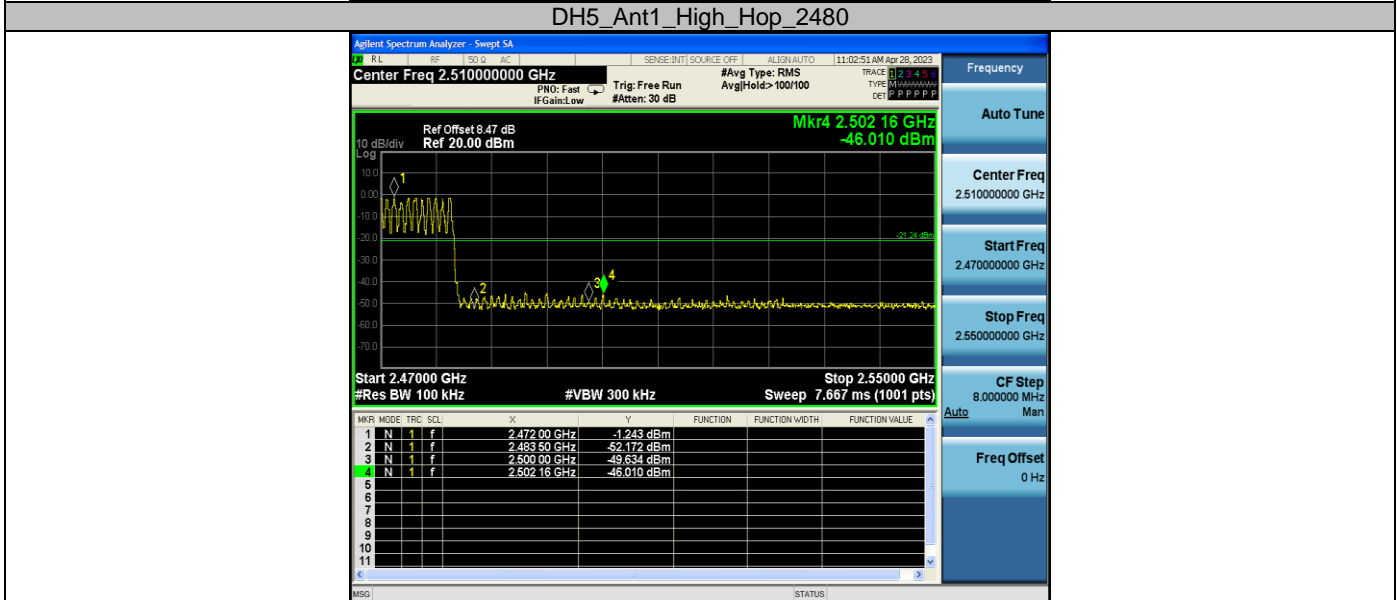 DH5_Ant1_High_Hop_2480
Agilent Spectrum Analyzer - Swept SA
RL RF 50 Ω AC SENSE:INT SOURCE OFF ALIGN AUTO 11:02:51 AM Apr 28, 2023
Center Freq 2.510000000 GHz
PNO: Fast
IFGain:Low
Trig: Free Run
#Atten: 30 dB
#Avg Type: RMS
Avg|Hold:>100/100
TRACE 1 2 3 4 5 6
TYPE M
DET P P P P P P
Mkr4 2.502 16 GHz
-46.010 dBm
Ref Offset 8.47 dB
10 dB/div Ref 20.00 dBm
Log
10.0
0.00
-10.0
-20.0
-30.0
-40.0
-50.0
-60.0
-70.0
1
2
3
4
-21.24 dBm
Start 2.47000 GHz Stop 2.55000 GHz
#Res BW 100 kHz #VBW 300 kHz Sweep 7.667 ms (1001 pts)
MKR MODE TRC SCL X Y FUNCTION FUNCTION WIDTH FUNCTION VALUE
1 N 1 f 2.472 00 GHz -1.243 dBm
2 N 1 f 2.483 50 GHz -52.172 dBm
3 N 1 f 2.500 00 GHz -49.634 dBm
4 N 1 f 2.502 16 GHz -46.010 dBm
5
6
7
8
9
10
11
MSG STATUS
Frequency
Auto Tune
Center Freq
2.510000000 GHz
Start Freq
2.470000000 GHz
Stop Freq
2.550000000 GHz
CF Step
8.000000 MHz
Auto Man
Freq Offset
0 Hz